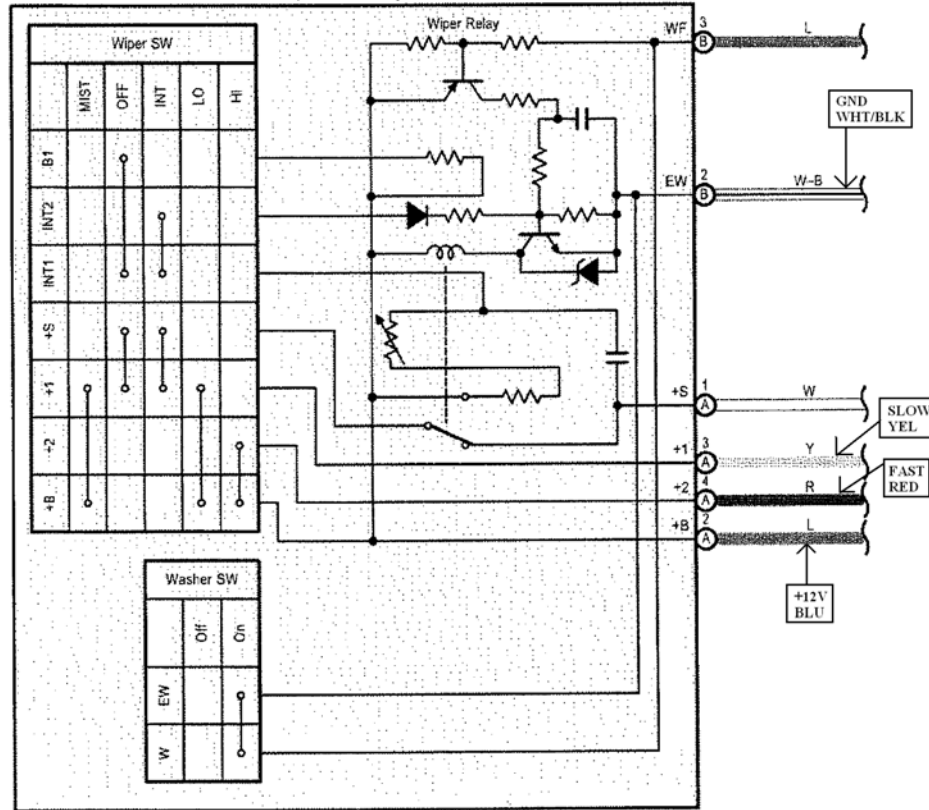 Wiper Relay
Wiper SW
MIST
OFF
INT
LO
HI
B1
INT2
INT1
+S
+1
+2
+B
WF
3
B
L
GND
WHT/BLK
EW
2
B
W-B
+S
1
A
W
SLOW
YEL
+1
3
A
Y
FAST
RED
+2
4
A
R
+B
2
A
L
+12V
BLU
Washer SW
Off
On
EW
W